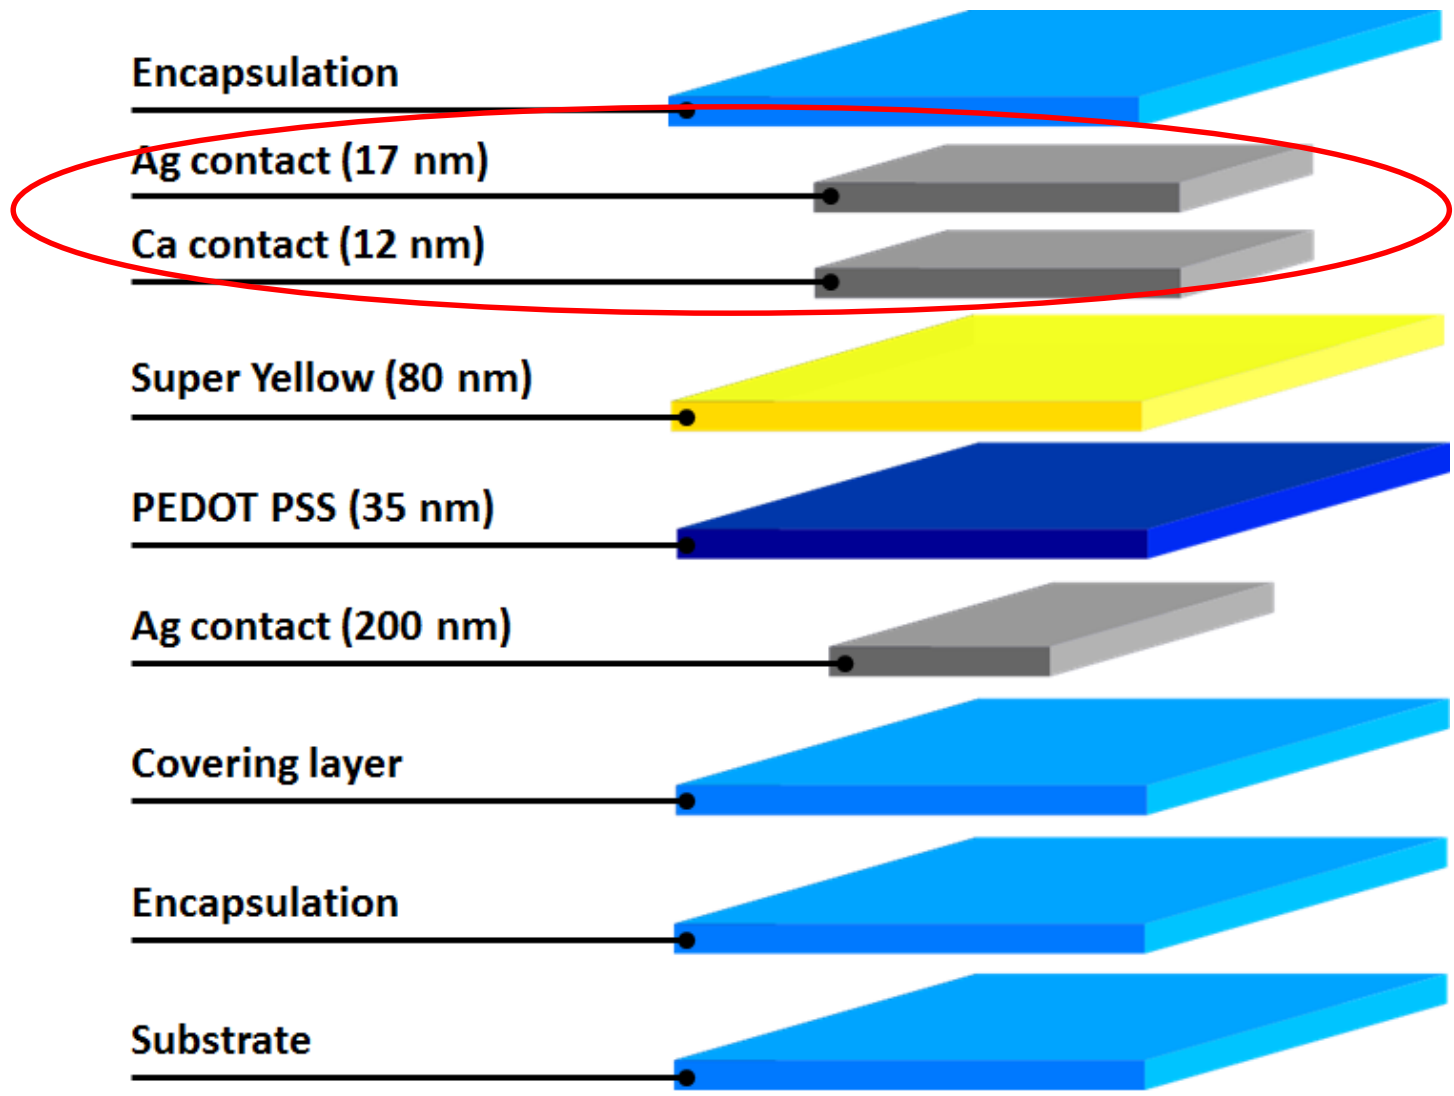 Encapsulation
Ag contact (17 nm)
Ca contact (12 nm)
Super Yellow (80 nm)
PEDOT PSS (35 nm)
Ag contact (200 nm)
Covering layer
Encapsulation
Substrate